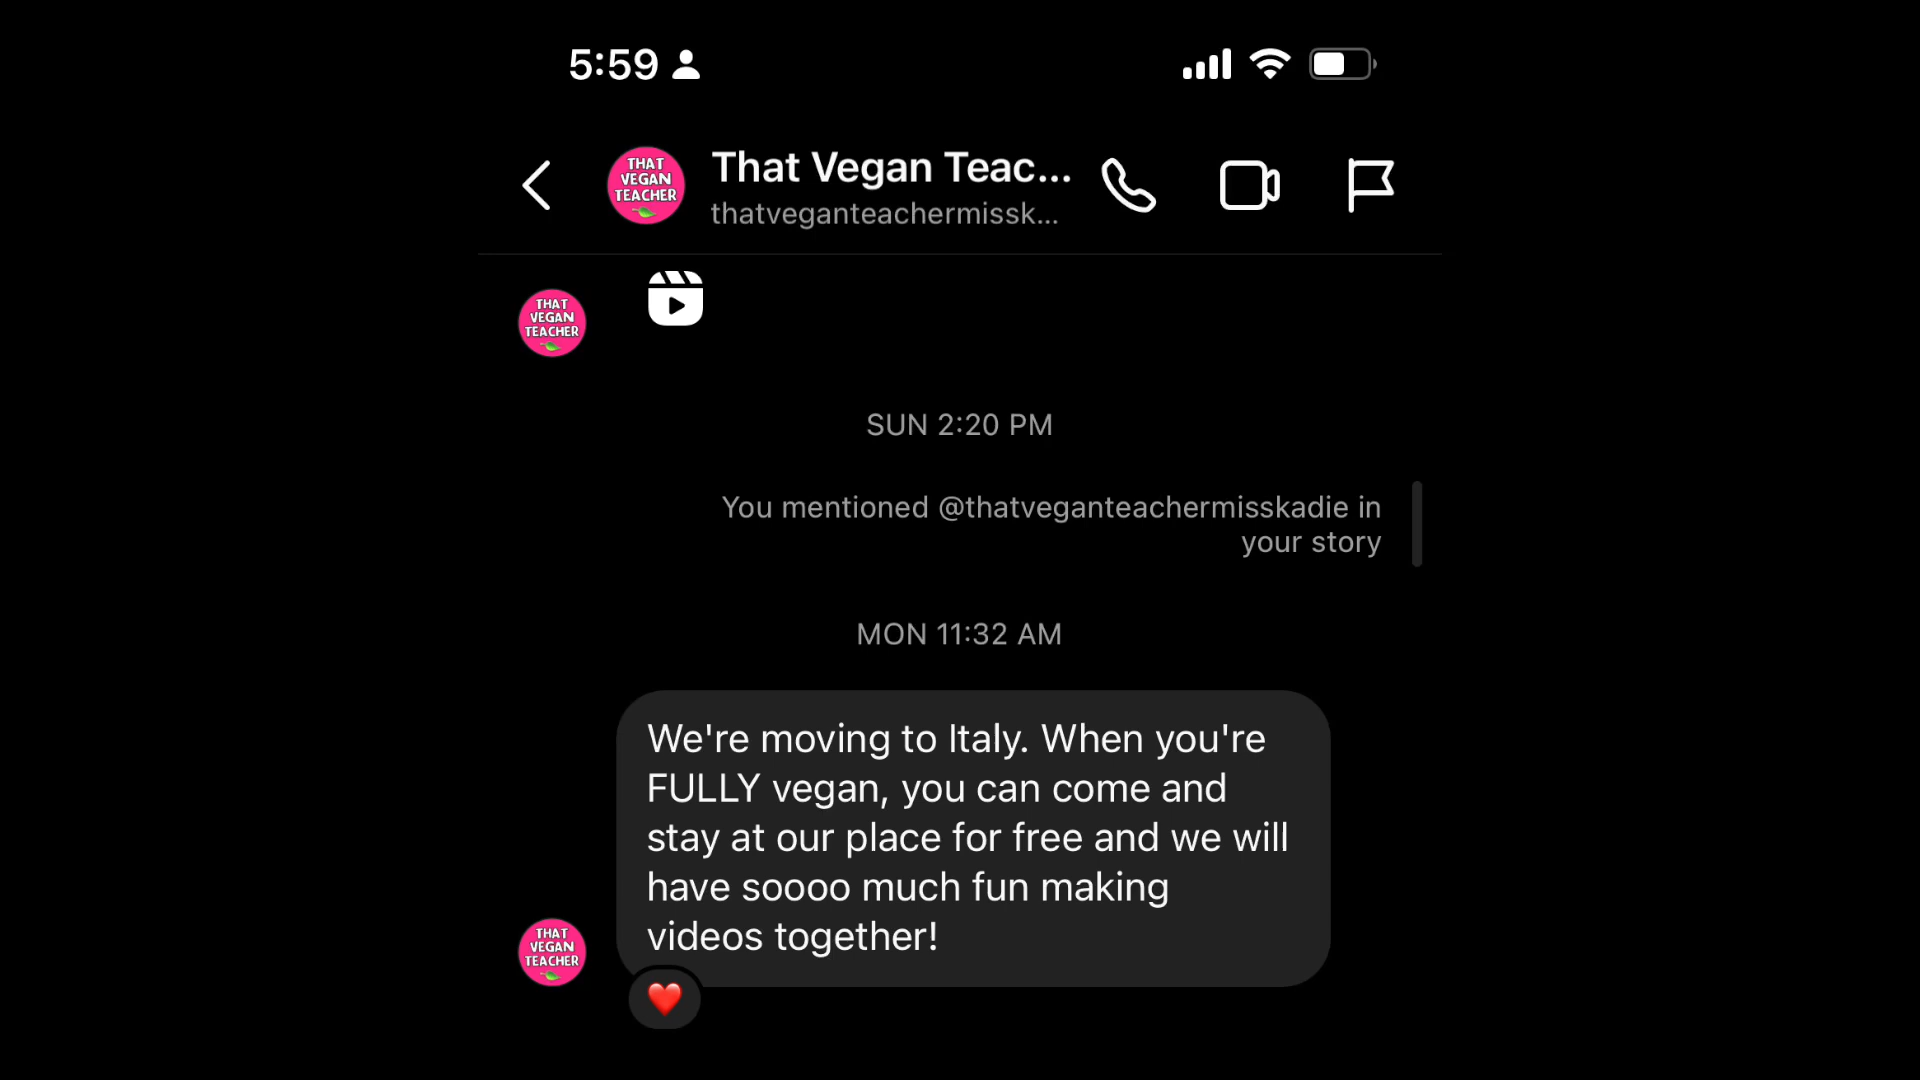 5:59
THAT
VEGAN
TEACHER
That Vegan Teac...
thatveganteachermissk...
THAT
VEGAN
TEACHER
SUN 2:20 PM
You mentioned @thatveganteachermisskadie in
your story
MON 11:32 AM
We're moving to Italy. When you're
FULLY vegan, you can come and
stay at our place for free and we will
have soooo much fun making
videos together!
THAT
VEGAN
TEACHER